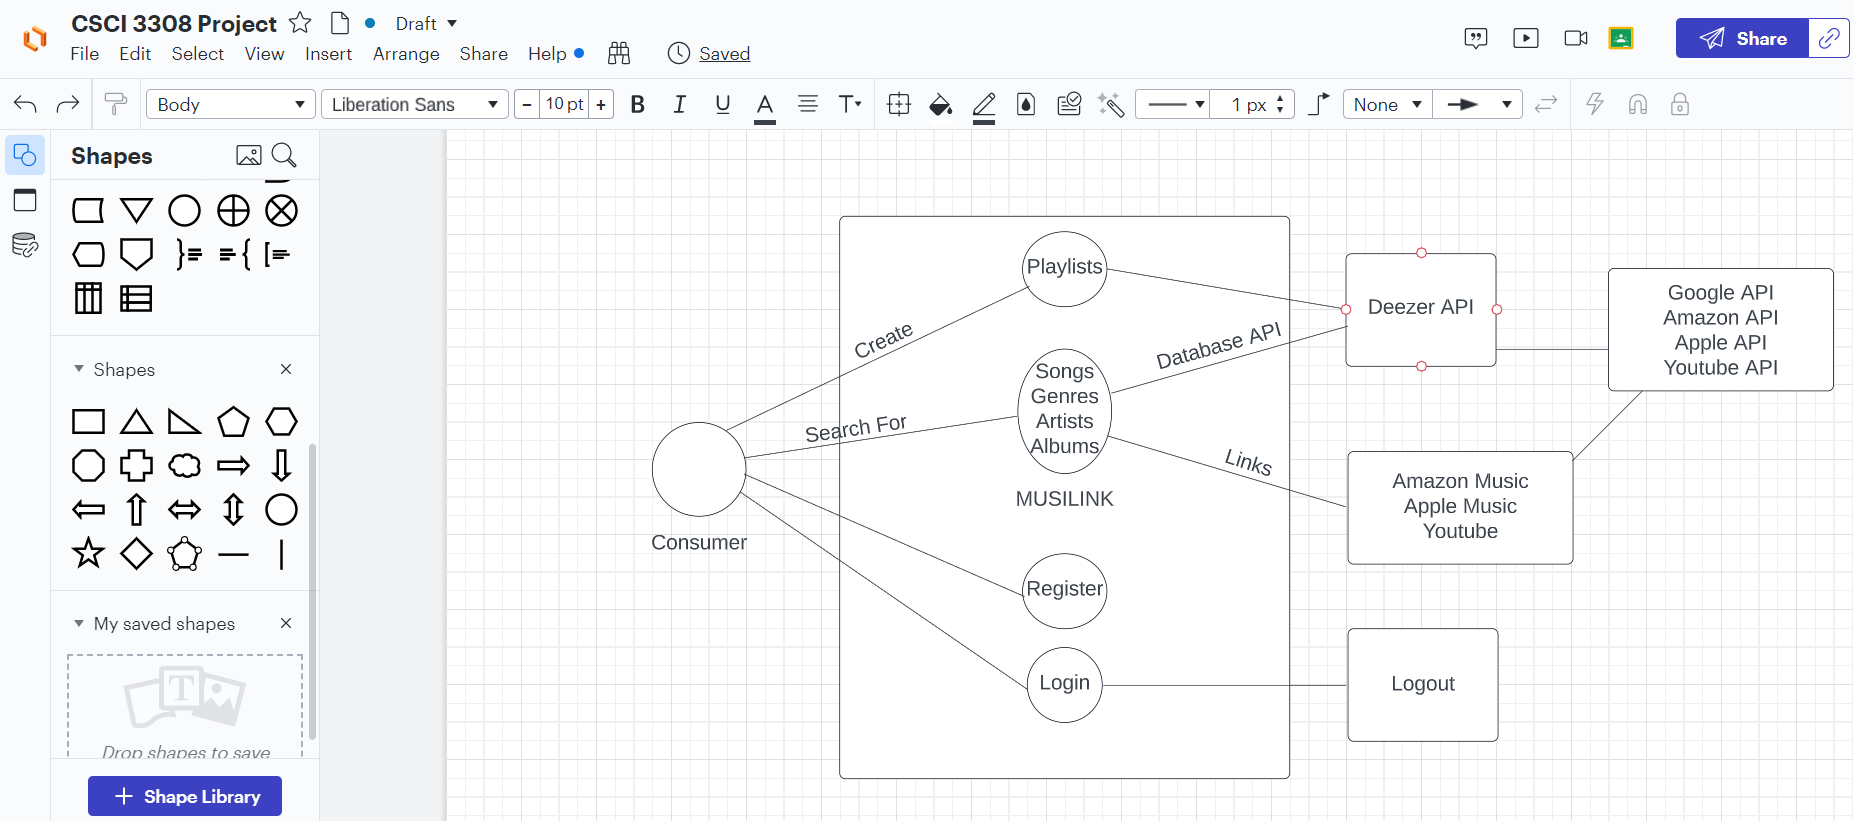 CSCI 3308 Project
Draft
File Edit Select View Insert Arrange Share Help
Saved
Share
Body
Liberation Sans
- 10 pt +
B I U A T
1 px
None
Shapes
Shapes
My saved shapes
T
Drop shapes to save
+ Shape Library
Playlists
Create
Database API
Songs
Genres
Artists
Albums
Search For
Links
MUSILINK
Consumer
Register
Login
Deezer API
Google API
Amazon API
Apple API
Youtube API
Amazon Music
Apple Music
Youtube
Logout